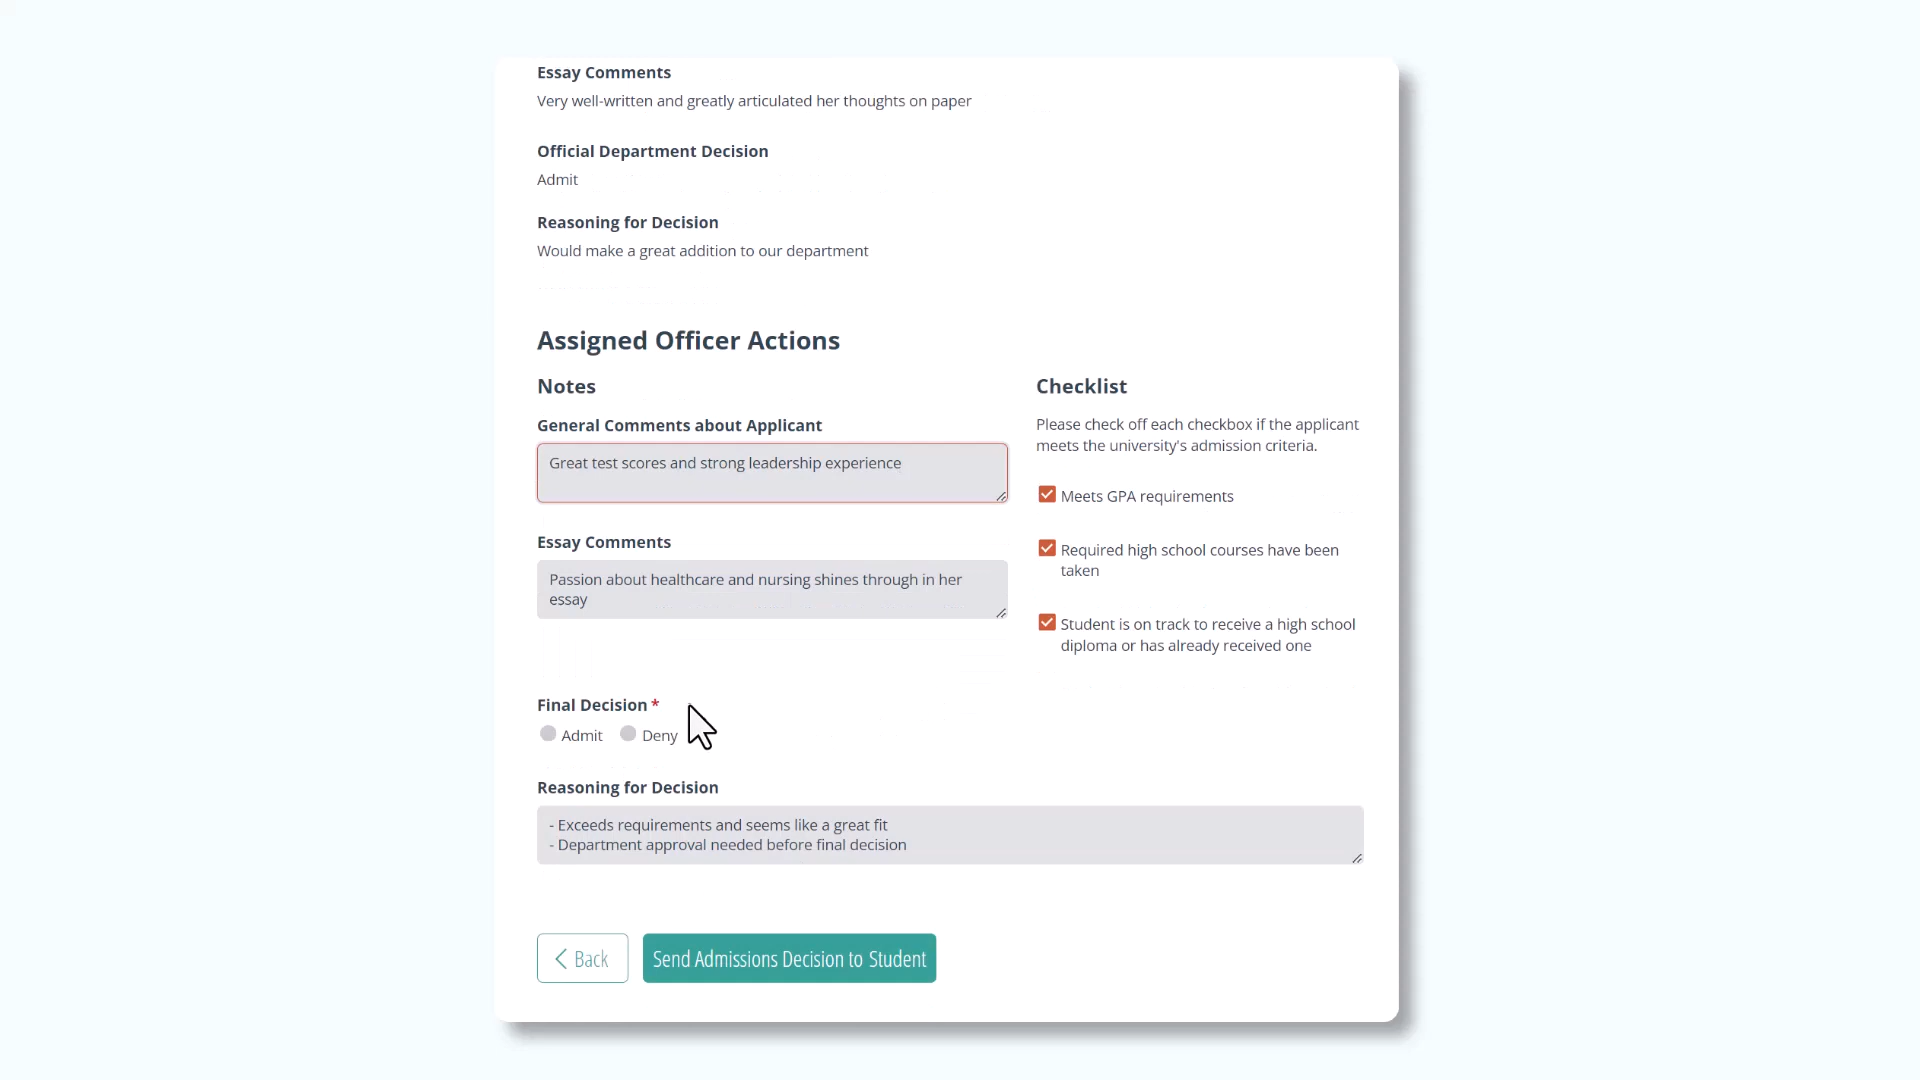 Essay Comments
Very well-written and greatly articulated her thoughts on paper
Official Department Decision
Admit
Reasoning for Decision
Would make a great addition to our department
Assigned Officer Actions
Notes
General Comments about Applicant
Great test scores and strong leadership experience
Essay Comments
Passion about healthcare and nursing shines through in her
essay
Checklist
Please check off each checkbox if the applicant
meets the university's admission criteria.
Meets GPA requirements
Required high school courses have been
taken
Student is on track to receive a high school
diploma or has already received one
Final Decision *
Admit Deny
Reasoning for Decision
- Exceeds requirements and seems like a great fit
- Department approval needed before final decision
Back Send Admissions Decision to Student